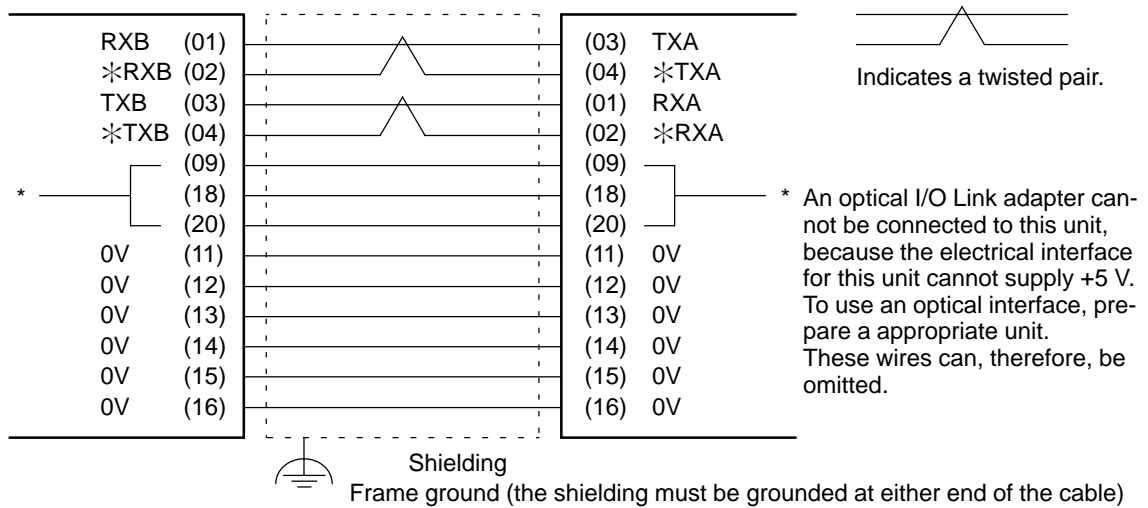 RXB (01) (03) TXA
✻RXB (02) (04) ✻TXA
TXB (03) (01) RXA
✻TXB (04) (02) ✻RXA
(09) (09)
* (18) (18) *
(20) (20)
0V (11) (11) 0V
0V (12) (12) 0V
0V (13) (13) 0V
0V (14) (14) 0V
0V (15) (15) 0V
0V (16) (16) 0V
Indicates a twisted pair.
An optical I/O Link adapter can-
not be connected to this unit,
because the electrical interface
for this unit cannot supply +5 V.
To use an optical interface, pre-
pare a appropriate unit.
These wires can, therefore, be
omitted.
Shielding
Frame ground (the shielding must be grounded at either end of the cable)